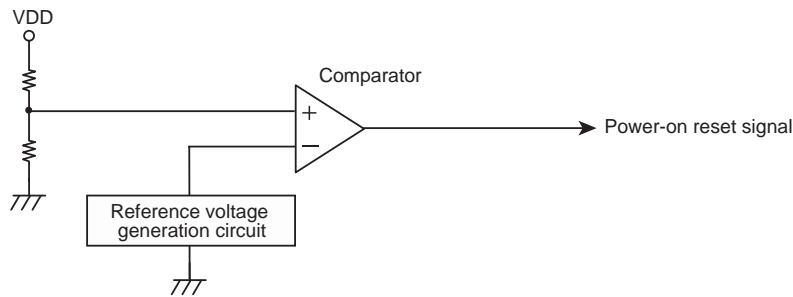 VDD
Comparator
+
−
Power-on reset signal
Reference voltage
generation circuit